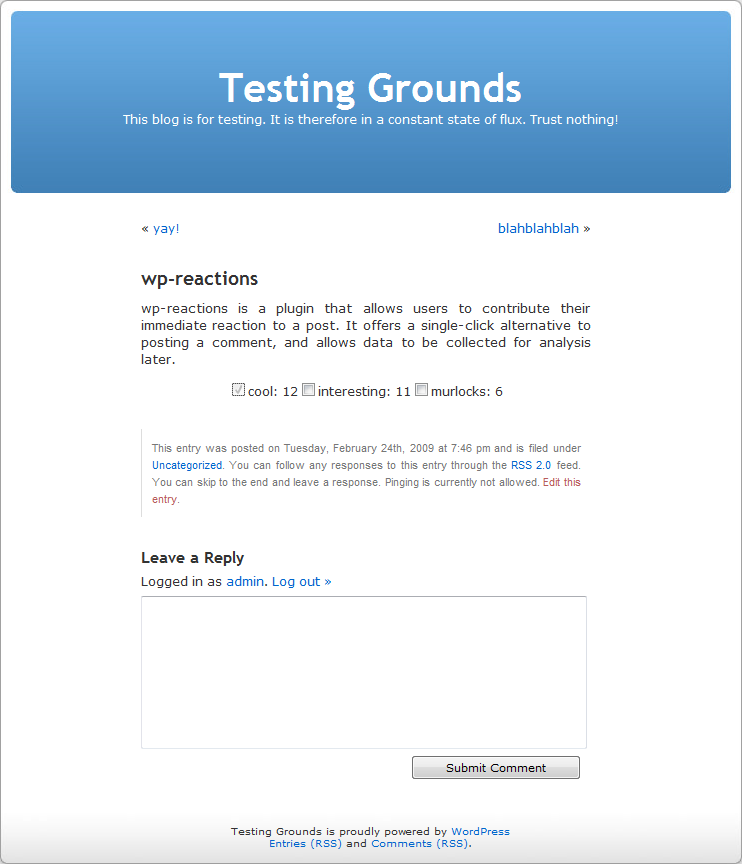 Testing Grounds
This blog is for testing. It is therefore in a constant state of flux. Trust nothing!
« yay! blahblahblah »
wp-reactions
wp-reactions is a plugin that allows users to contribute their
immediate reaction to a post. It offers a single-click alternative to
posting a comment, and allows data to be collected for analysis
later.
cool: 12 interesting: 11 murlocks: 6
This entry was posted on Tuesday, February 24th, 2009 at 7:46 pm and is filed under
Uncategorized. You can follow any responses to this entry through the RSS 2.0 feed.
You can skip to the end and leave a response. Pinging is currently not allowed. Edit this
entry.
Leave a Reply
Logged in as admin. Log out »
Submit Comment
Testing Grounds is proudly powered by WordPress
Entries (RSS) and Comments (RSS).